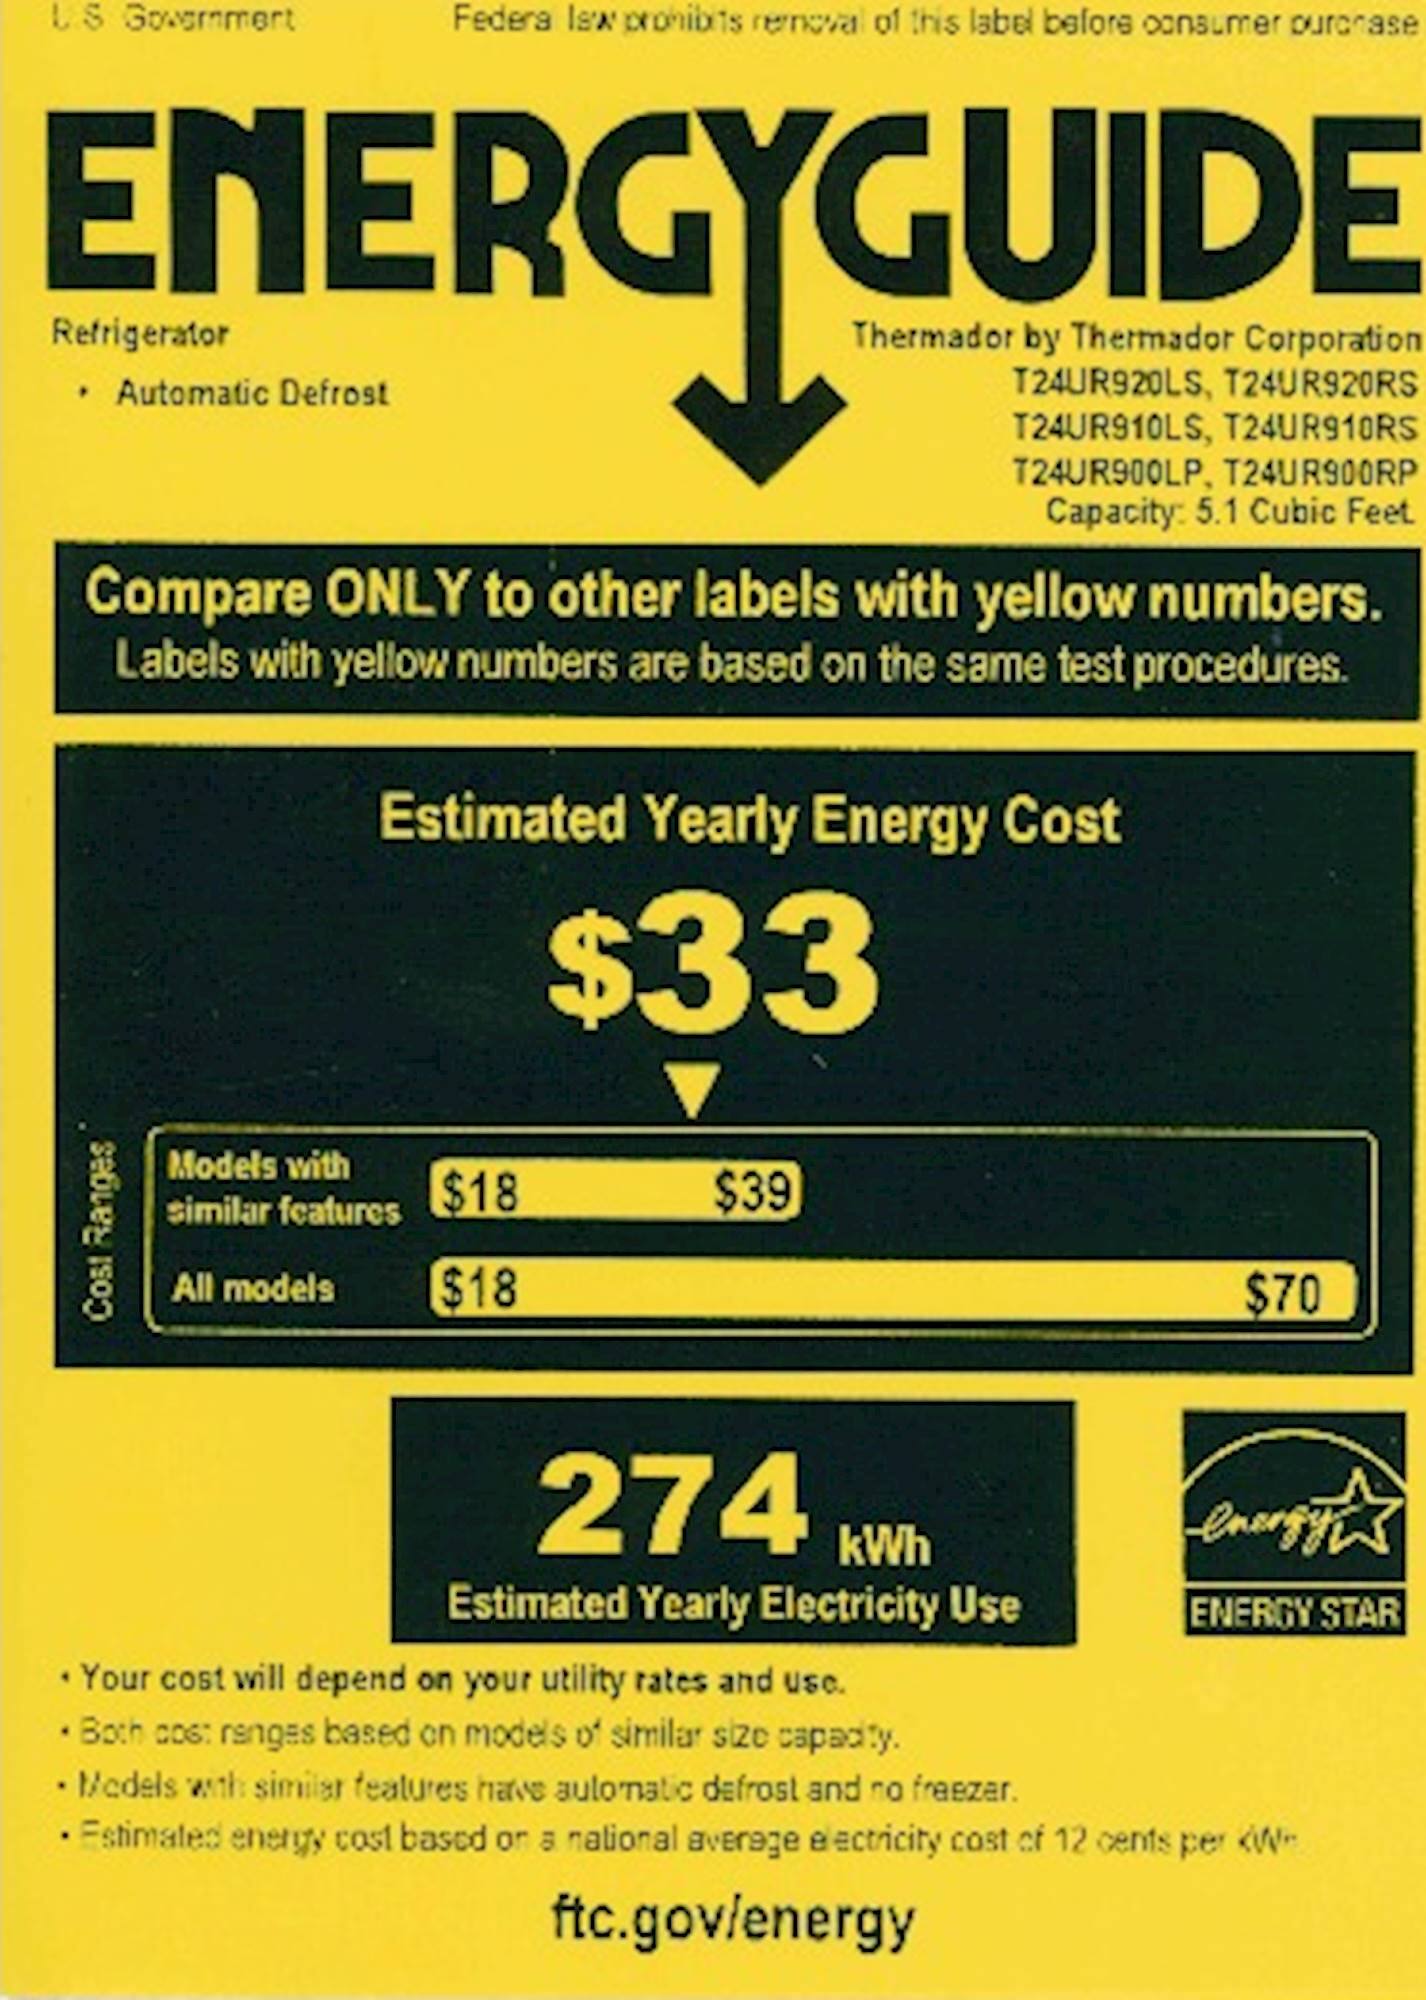 U.S. Government Federal law prohibits removal of this label before consumer purchase
ENERGYGUIDE
Refrigerator
• Automatic Defrost
Thermador by Thermador Corporation
T24UR920LS, T24UR920RS
T24UR910LS, T24UR910RS
T24UR900LP, T24UR900RP
Capacity: 5.1 Cubic Feet
Compare ONLY to other labels with yellow numbers.
Labels with yellow numbers are based on the same test procedures.
Estimated Yearly Energy Cost
$33
Cost Ranges
Models with
similar features
$18 $39
All models $18 $70
274 kWh
Estimated Yearly Electricity Use
energy
ENERGY STAR
• Your cost will depend on your utility rates and use.
• Both cost ranges based on models of similar size capacity.
• Models with similar features have automatic defrost and no freezer.
• Estimated energy cost based on a national average electricity cost of 12 cents per kWh.
ftc.gov/energy